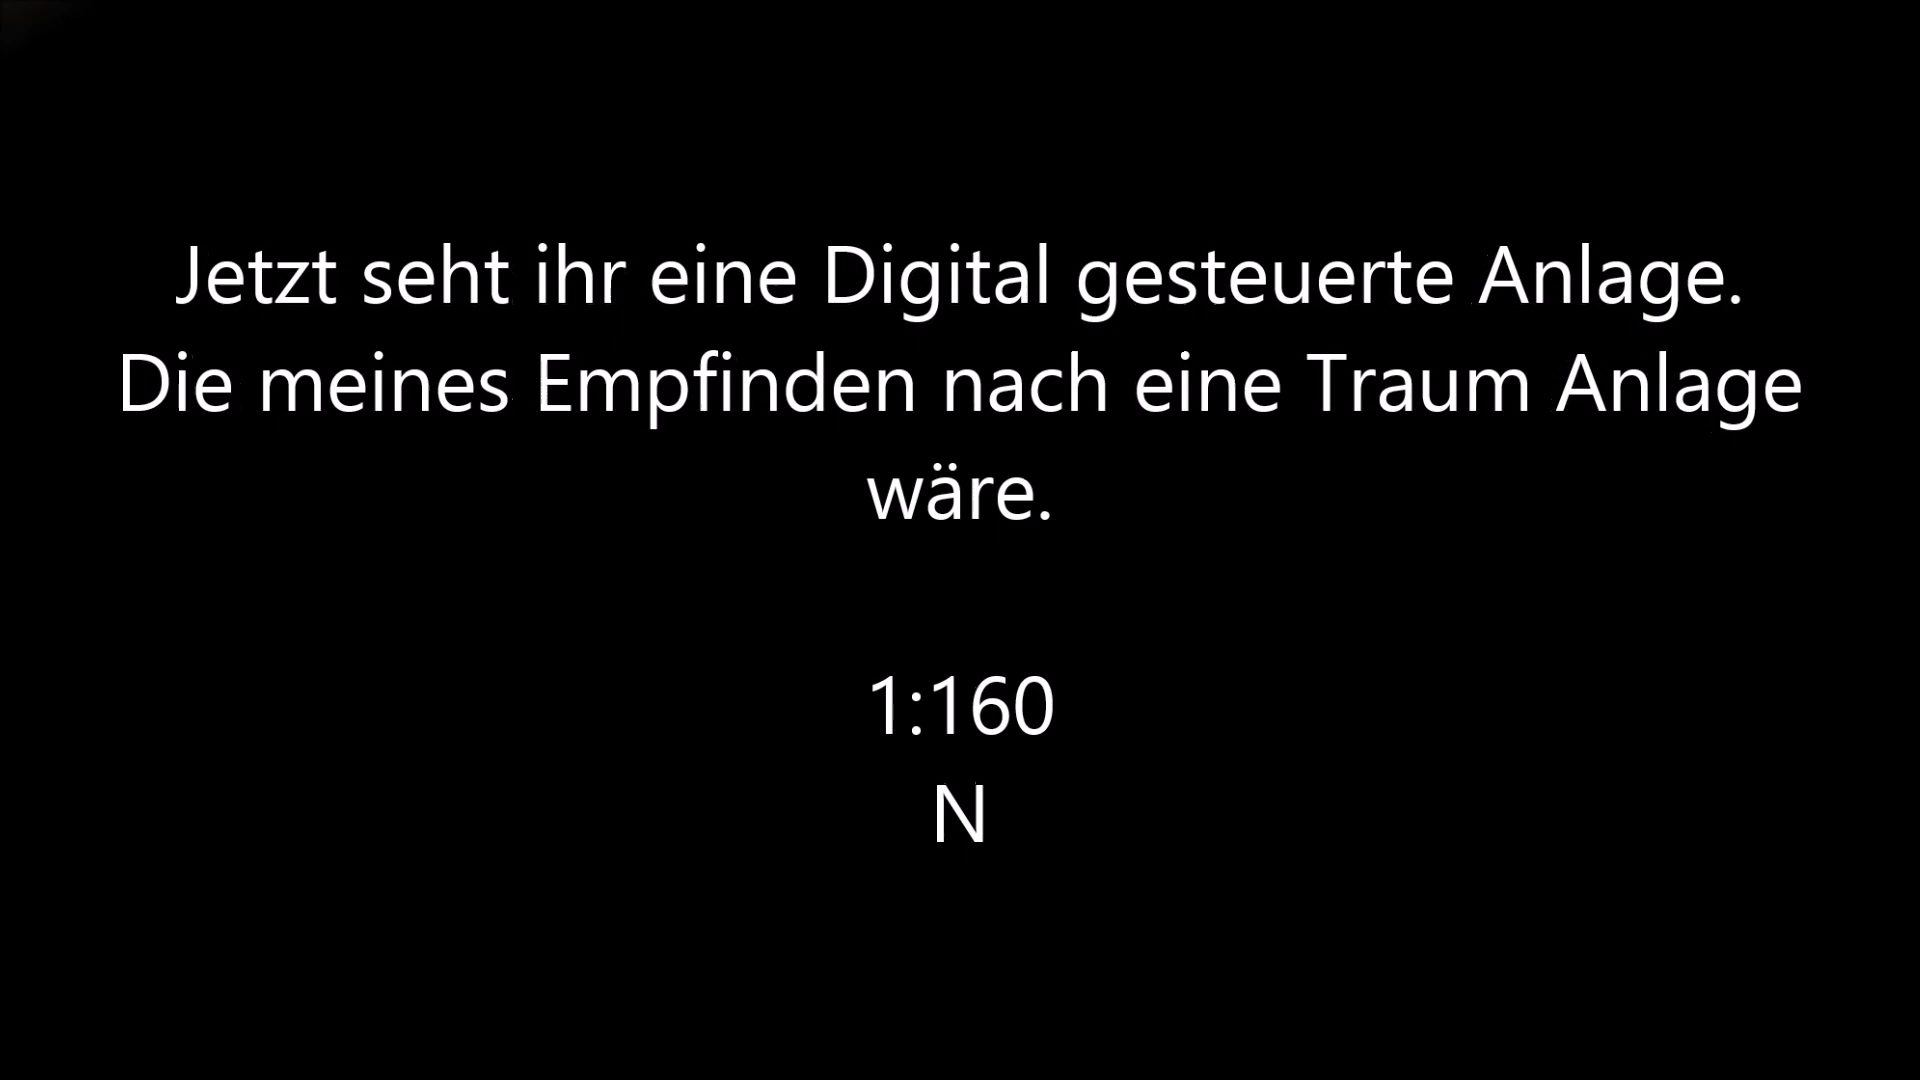 Jetzt seht ihr eine Digital gesteuerte Anlage.
Die meines Empfinden nach eine Traum Anlage
wäre.
1:160
N